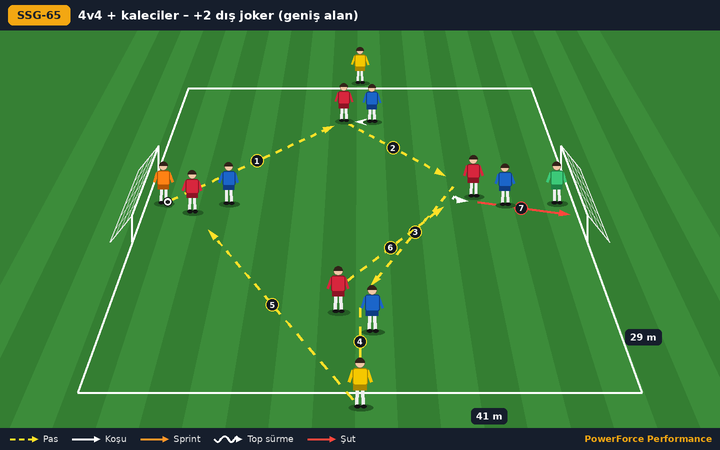 SSG-65 4v4 + kaleciler – +2 dış joker (geniş alan)
1
2
7
6
3
5
4
29 m
41 m
Pas Koşu Sprint Top sürme Şut PowerForce Performance